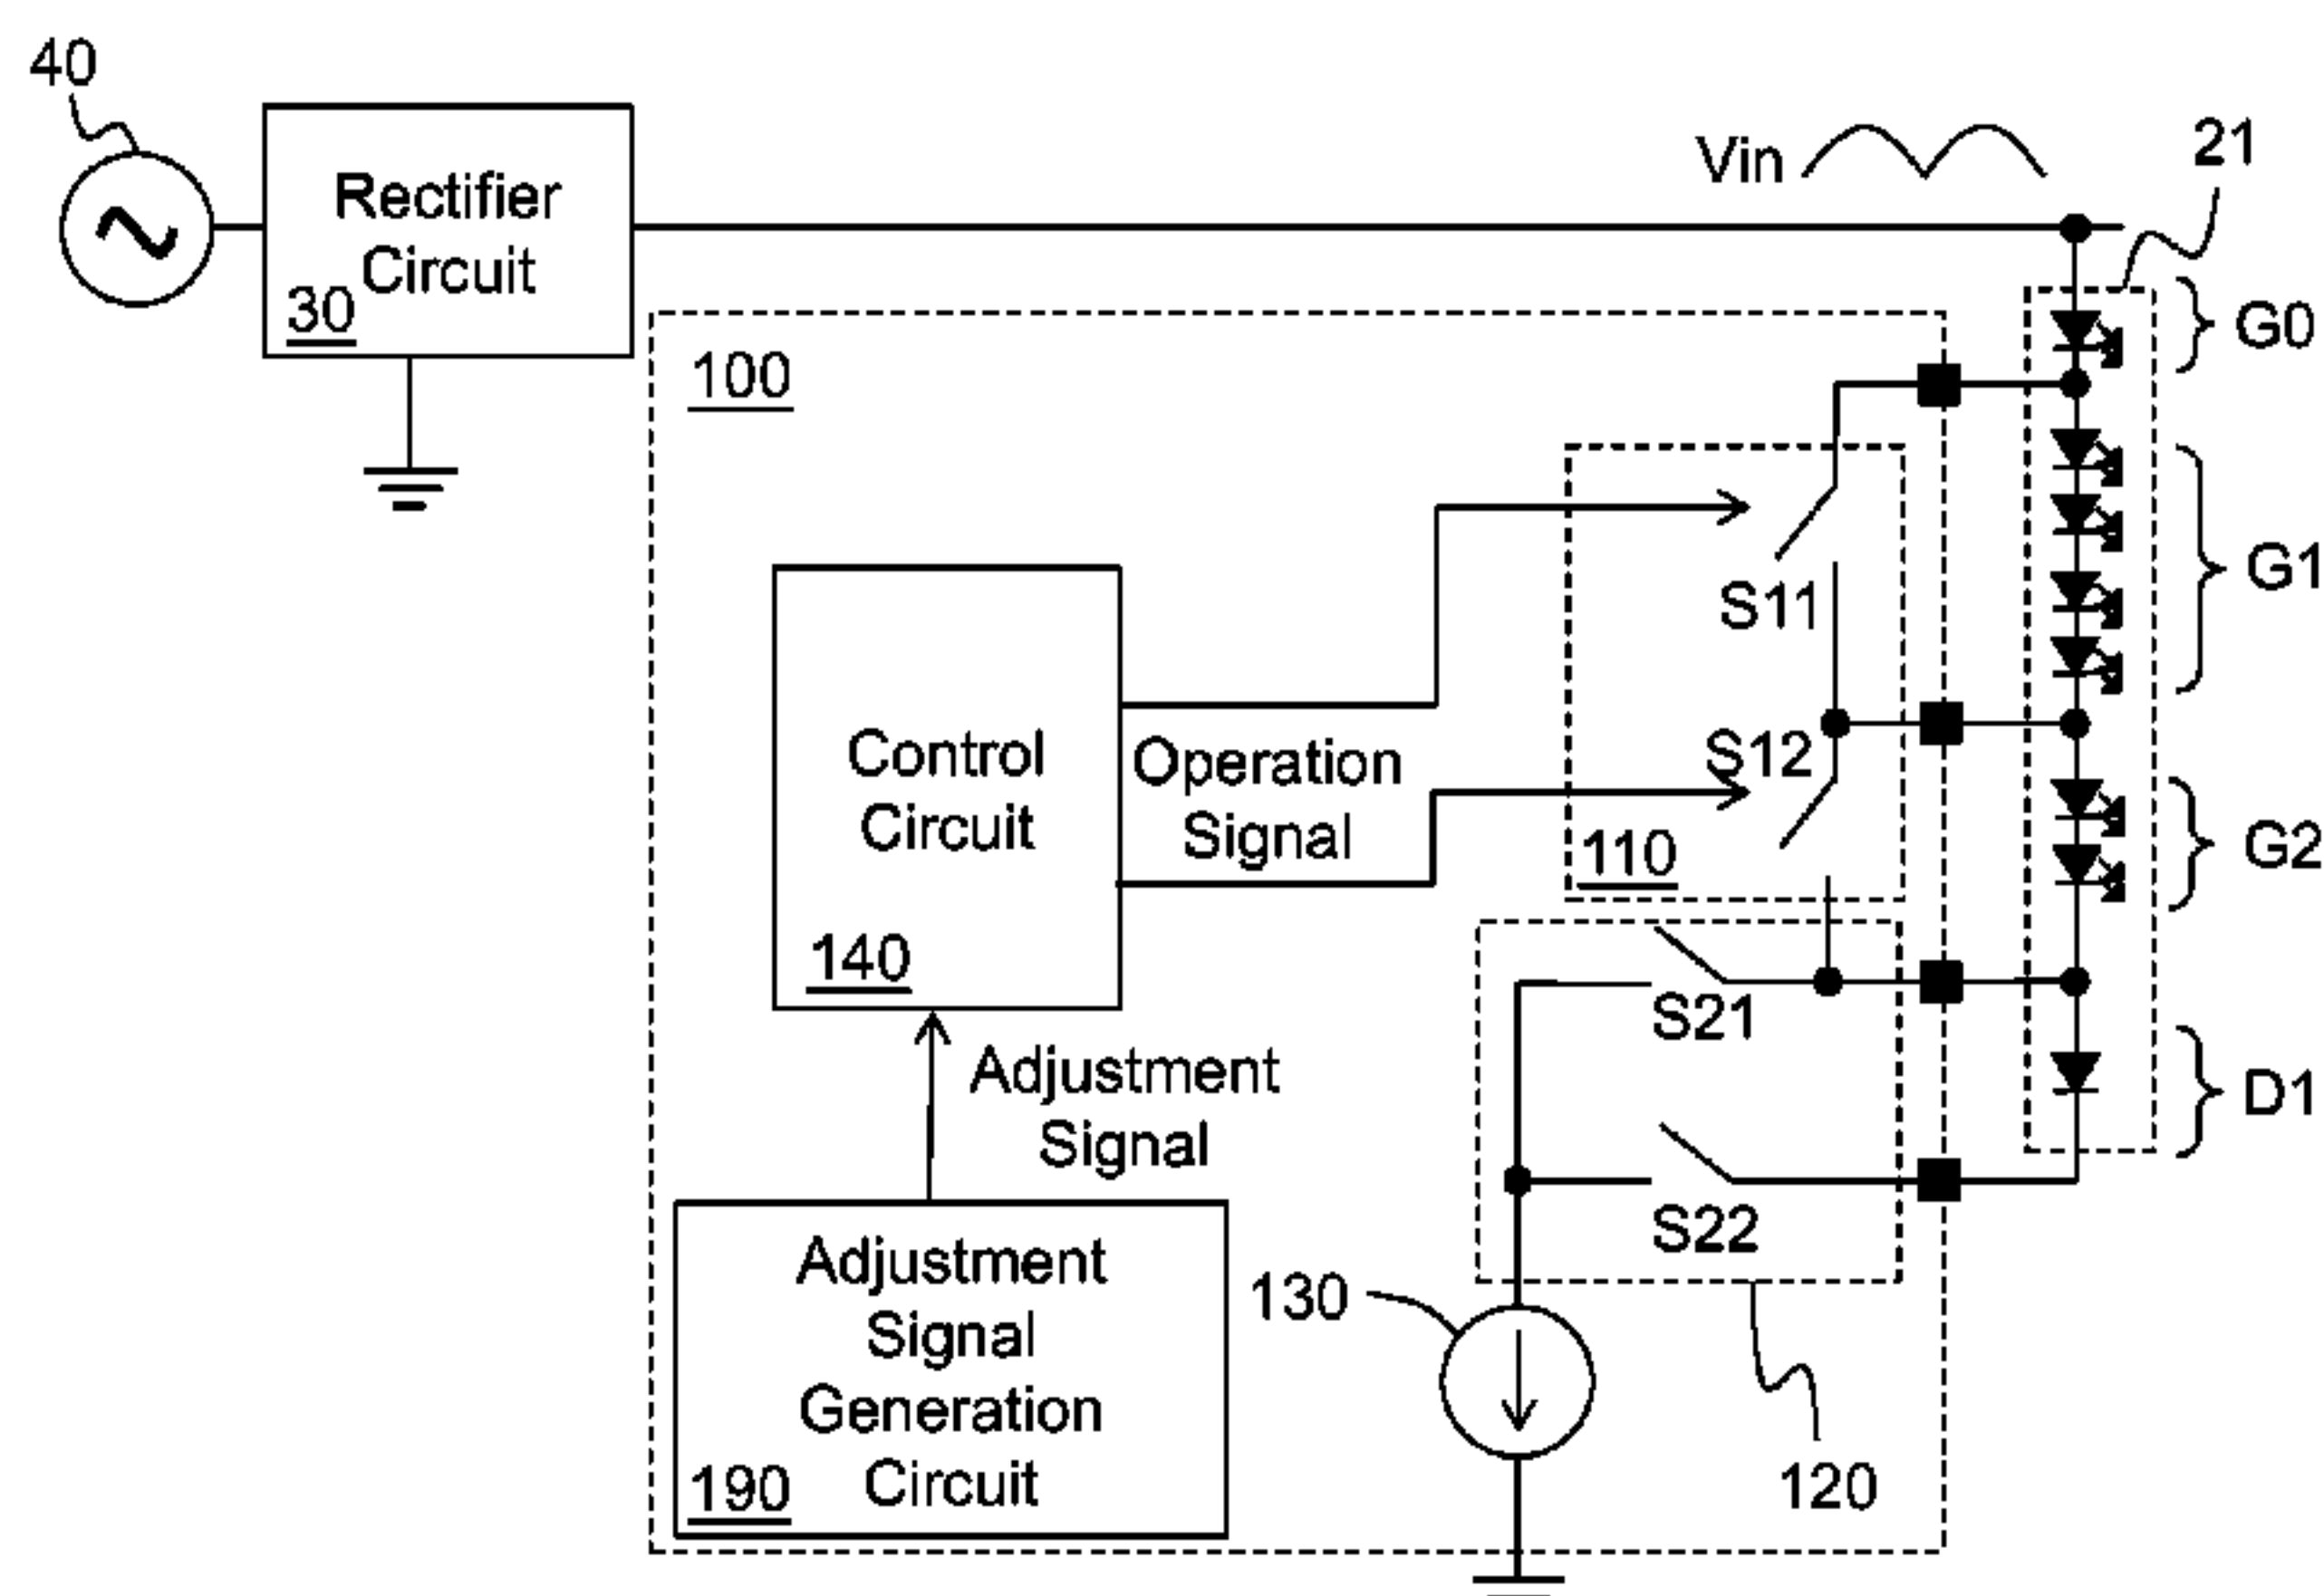 40
Rectifier
Circuit
30
Vin
21
G0
100
G1
S11
Control
Circuit
140
Operation
Signal
S12
110
G2
S21
Adjustment
Signal
D1
S22
Adjustment
Signal
Generation
Circuit
190
130
120